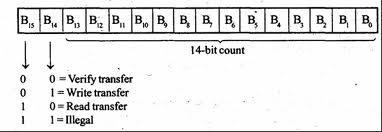 B15 B14 B13 B12 B11 B10 B9 B8 B7 B6 B5 B4 B3 B2 B1 B0
14-bit count
0 0 = Verify transfer
0 1 = Write transfer
1 0 = Read transfer
1 1 = Illegal